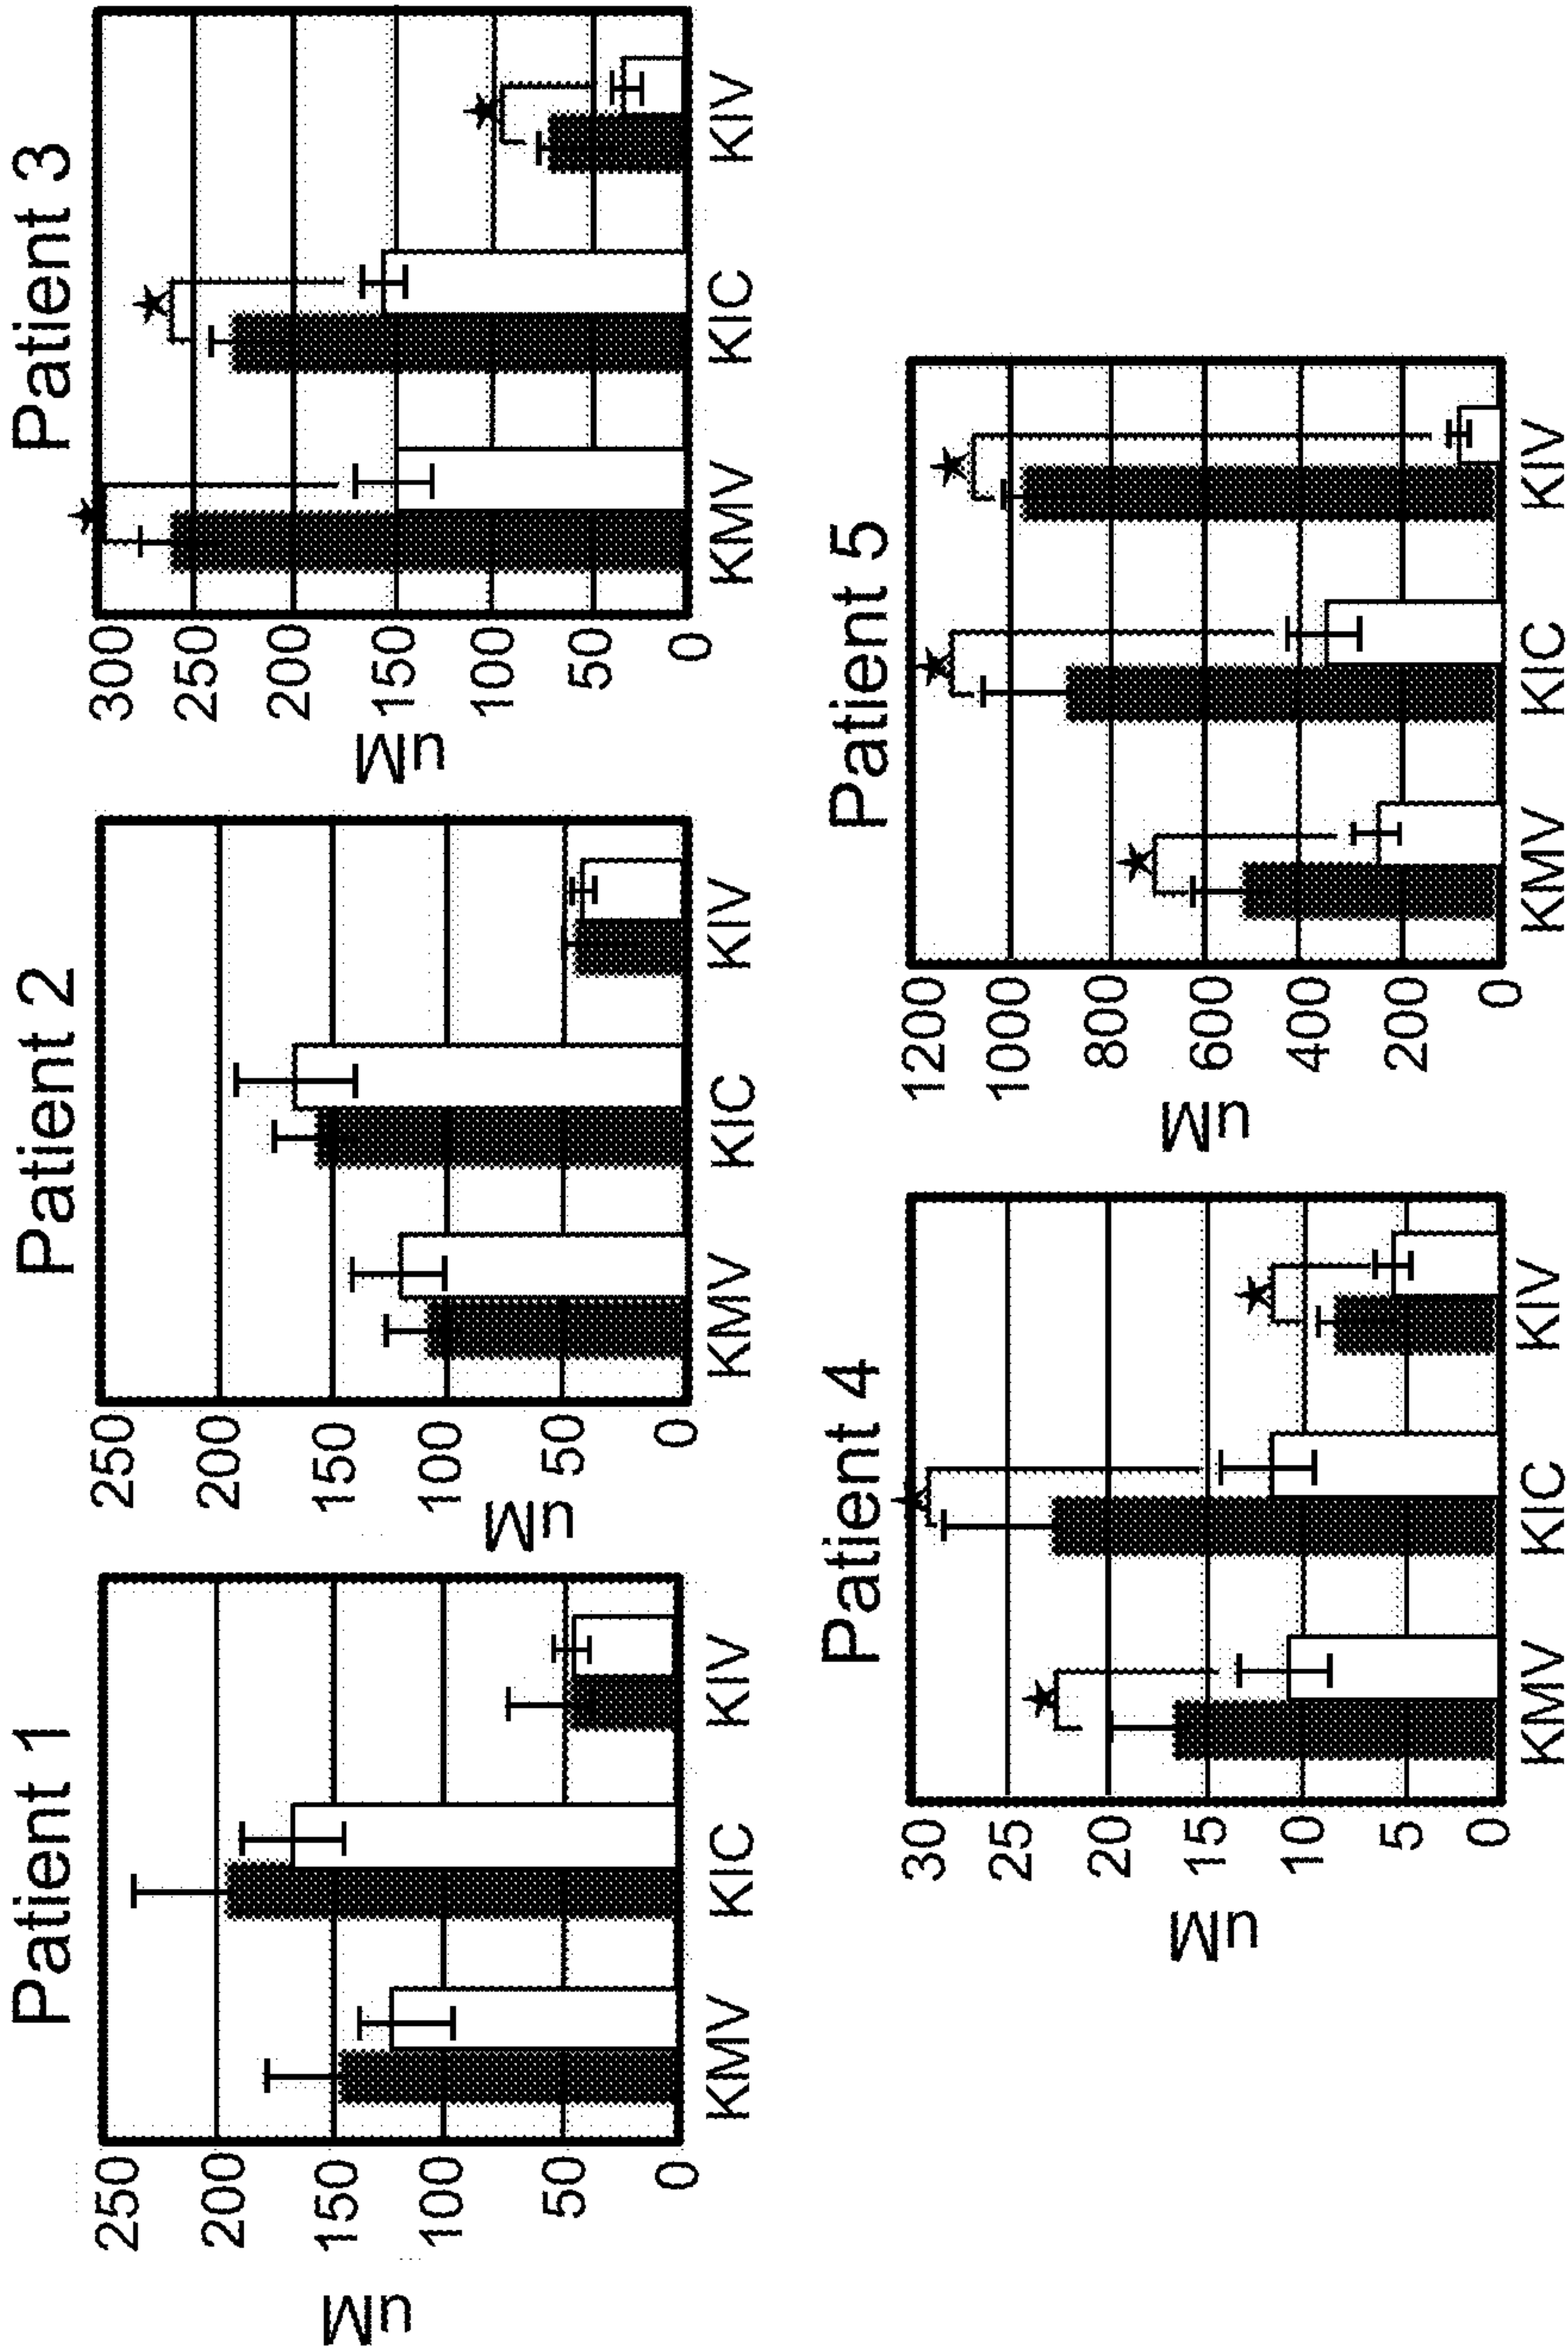 Patient 1
uM
250
200
150
100
50
0
KMV KIC KIV
Patient 2
uM
250
200
150
100
50
0
KMV KIC KIV
Patient 3
uM
300
250
200
150
100
50
0
KMV KIC KIV
Patient 4
uM
30
25
20
15
10
5
0
KMV KIC KIV
Patient 5
uM
1200
1000
800
600
400
200
0
KMV KIC KIV